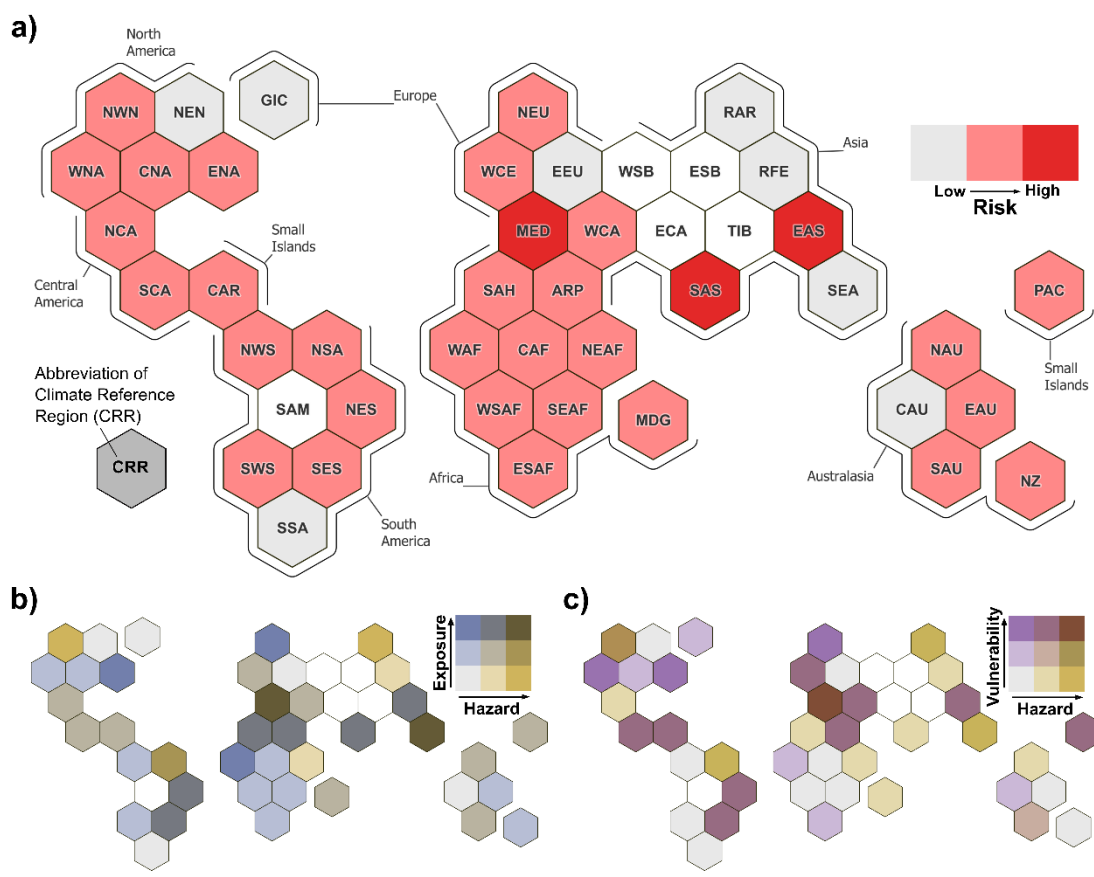 a)
North
America
NWN
NEN
GIC
Europe
NEU
RAR
WNA
CNA
ENA
WCE
EEU
WSB
ESB
RFE
Asia
Low
High
Risk
NCA
MED
WCA
ECA
TIB
EAS
Small
Islands
Central
America
SCA
CAR
SAH
ARP
SAS
SEA
PAC
NWS
NSA
WAF
CAF
NEAF
NAU
Small
Islands
Abbreviation of
Climate Reference
Region (CRR)
SAM
NES
WSAF
SEAF
MDG
CAU
EAU
CRR
SWS
SES
ESAF
Africa
Australasia
SAU
NZ
SSA
South
America
b)
Exposure
Hazard
c)
Vulnerability
Hazard